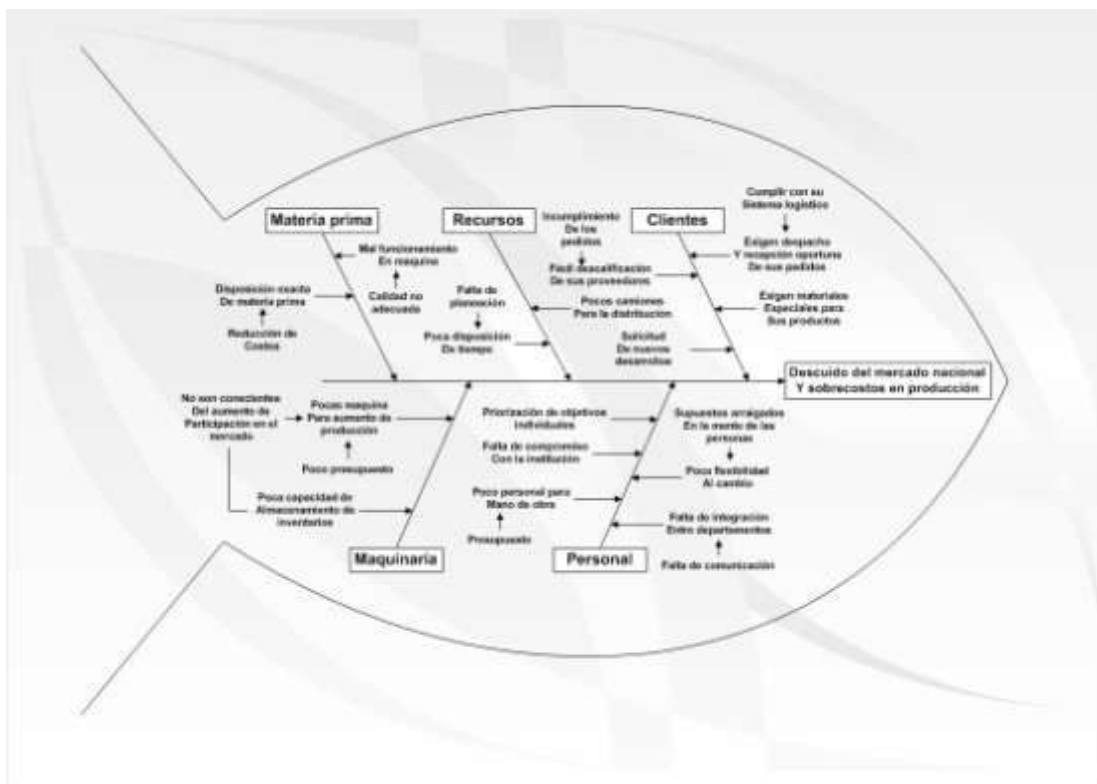 Materia prima
Mal funcionamiento
En maquina
Calidad no
adecuada
Disposición exacta
De materia prima
Reducción de
Costos
Recursos
Falta de
planeación
Poca disposición
De tiempo
Pocos camiones
Para la distribución
Clientes
Incumplimiento
De los
pedidos
Fácil descalificación
De sus proveedores
Solicitud
De nuevos
desarrollos
Cumplir con su
Sistema logístico
Exigen despacho
Y recepción oportuna
De sus pedidos
Exigen materiales
Especiales para
Sus productos
Descuido del mercado nacional
Y sobrecostos en producción
No son conscientes
Del aumento de
Participación en el
mercado
Pocas maquina
Para aumento de
producción
Poco presupuesto
Poca capacidad de
Almacenamiento de
inventarios
Maquinaria
Priorización de objetivos
individuales
Falta de compromiso
Con la institución
Poco personal para
Mano de obra
Presupuesto
Personal
Supuestos arraigados
En la mente de las
personas
Poca flexibilidad
Al cambio
Falta de integración
Entre departamentos
Falta de comunicación